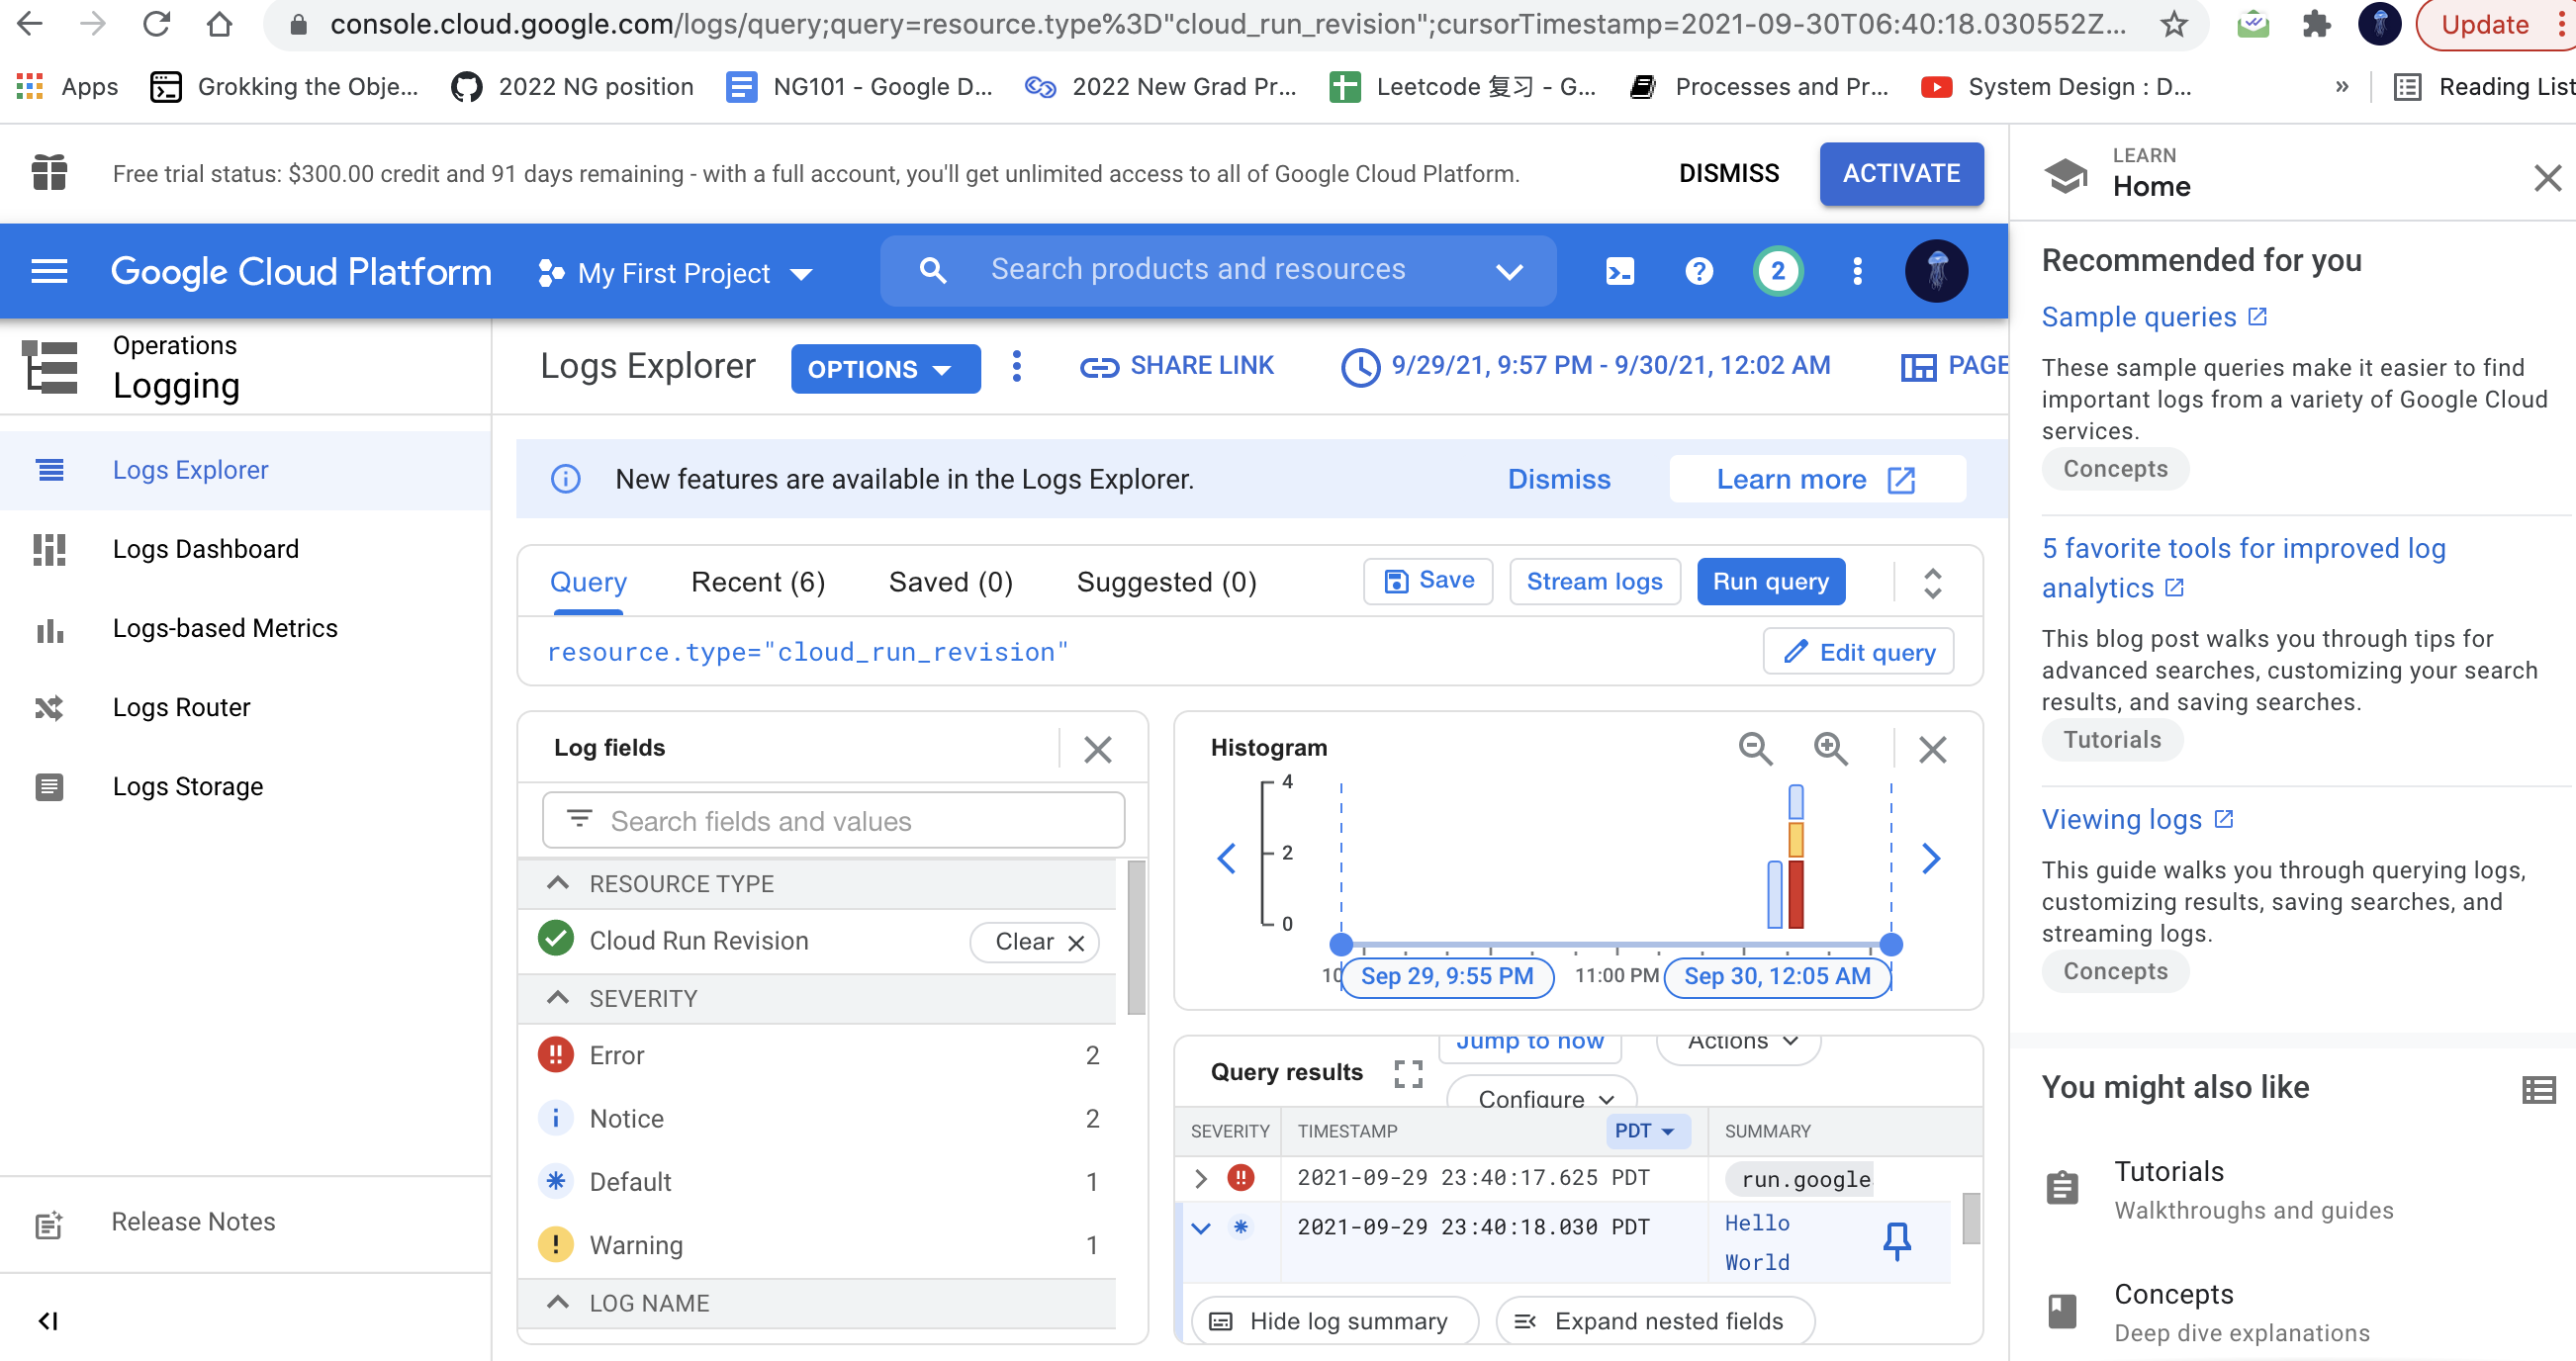 console.cloud.google.com/logs/query;query=resource.type%3D"cloud_run_revision";cursorTimestamp=2021-09-30T06:40:18.030552Z...
Update
Apps
Grokking the Obje...
2022 NG position
NG101 - Google D...
2022 New Grad Pr...
Leetcode 复习 - G...
Processes and Pr...
System Design : D...
»
Reading List
Free trial status: $300.00 credit and 91 days remaining - with a full account, you'll get unlimited access to all of Google Cloud Platform.
DISMISS
ACTIVATE
LEARN
Home
Google Cloud Platform
My First Project
Search products and resources
2
Operations
Logging
Logs Explorer
Logs Dashboard
Logs-based Metrics
Logs Router
Logs Storage
Release Notes
Logs Explorer
OPTIONS
SHARE LINK
9/29/21, 9:57 PM - 9/30/21, 12:02 AM
PAGE
New features are available in the Logs Explorer.
Dismiss
Learn more
Query
Recent (6)
Saved (0)
Suggested (0)
Save
Stream logs
Run query
resource.type="cloud_run_revision"
Edit query
Log fields
Search fields and values
RESOURCE TYPE
Cloud Run Revision
Clear
SEVERITY
Error 2
Notice 2
Default 1
Warning 1
LOG NAME
Histogram
4
2
0
10
Sep 29, 9:55 PM
11:00 PM
Sep 30, 12:05 AM
Query results
Jump to now
Actions
Configure
SEVERITY
TIMESTAMP
PDT
SUMMARY
2021-09-29 23:40:17.625 PDT
run.google
2021-09-29 23:40:18.030 PDT
Hello
World
Hide log summary
Expand nested fields
Recommended for you
Sample queries
These sample queries make it easier to find
important logs from a variety of Google Cloud
services.
Concepts
5 favorite tools for improved log
analytics
This blog post walks you through tips for
advanced searches, customizing your search
results, and saving searches.
Tutorials
Viewing logs
This guide walks you through querying logs,
customizing results, saving searches, and
streaming logs.
Concepts
You might also like
Tutorials
Walkthroughs and guides
Concepts
Deep dive explanations